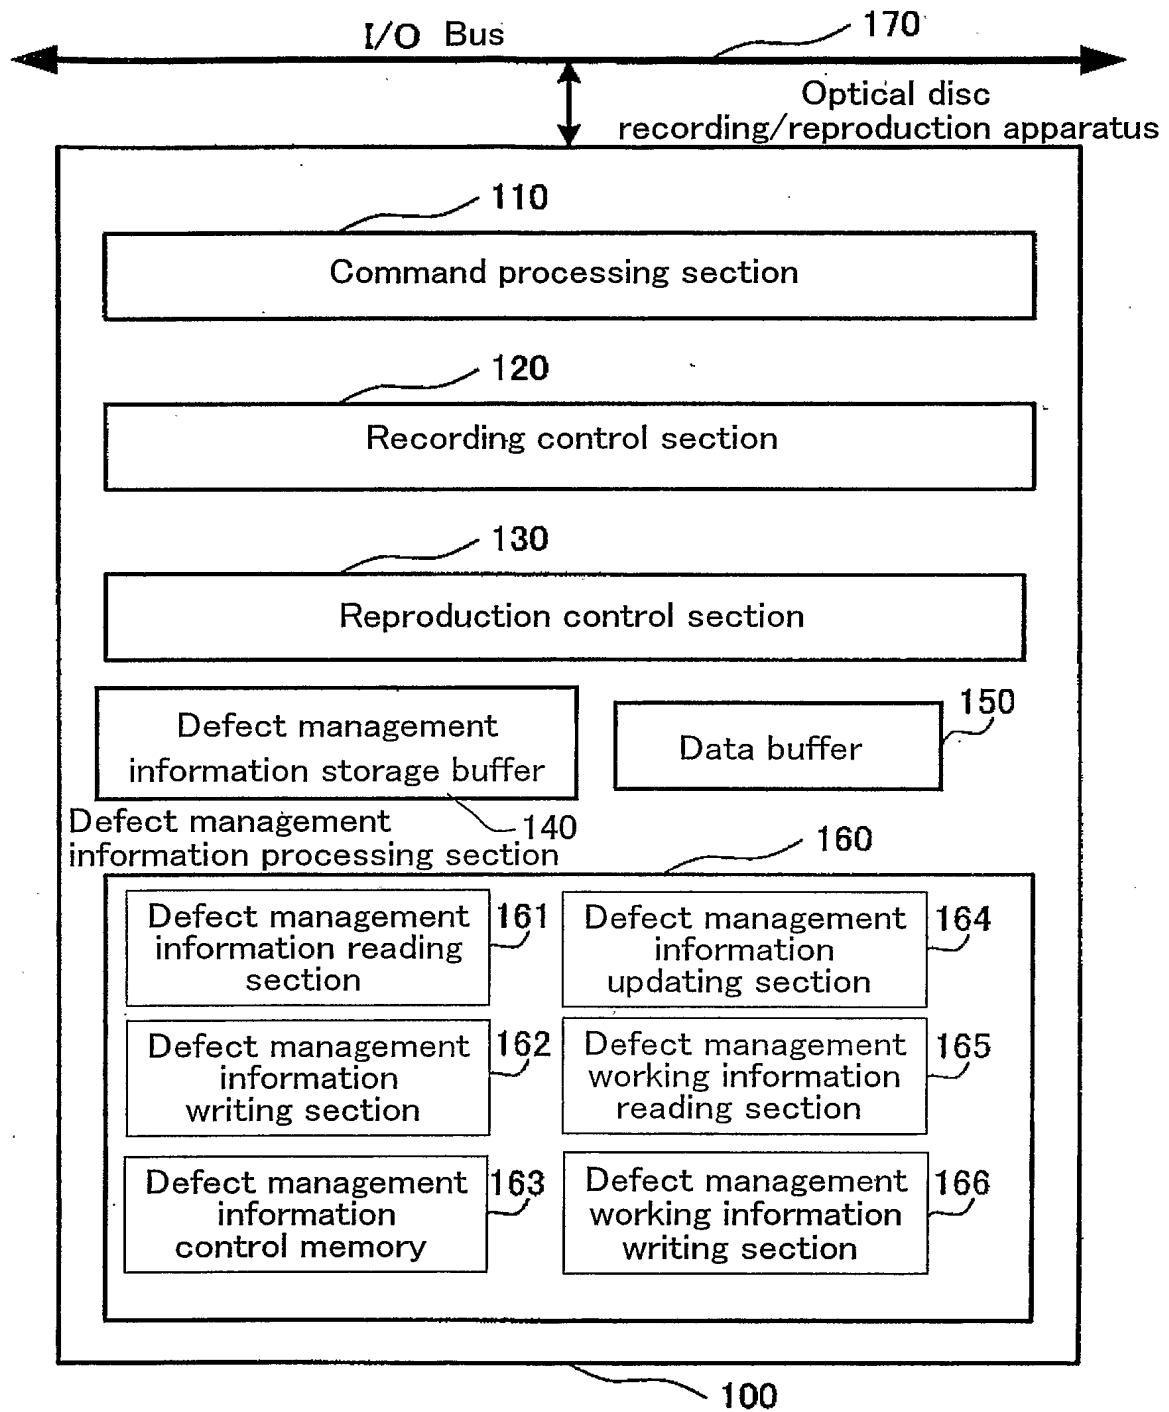 I/O Bus
170
Optical disc
recording/reproduction apparatus
110
Command processing section
120
Recording control section
130
Reproduction control section
Defect management
information storage buffer
140
150
Data buffer
Defect management
information processing section
160
Defect management
information reading
section
161
Defect management
information
updating section
164
Defect management
information
writing section
162
Defect management
working information
reading section
165
Defect management
information
control memory
163
Defect management
working information
writing section
166
100